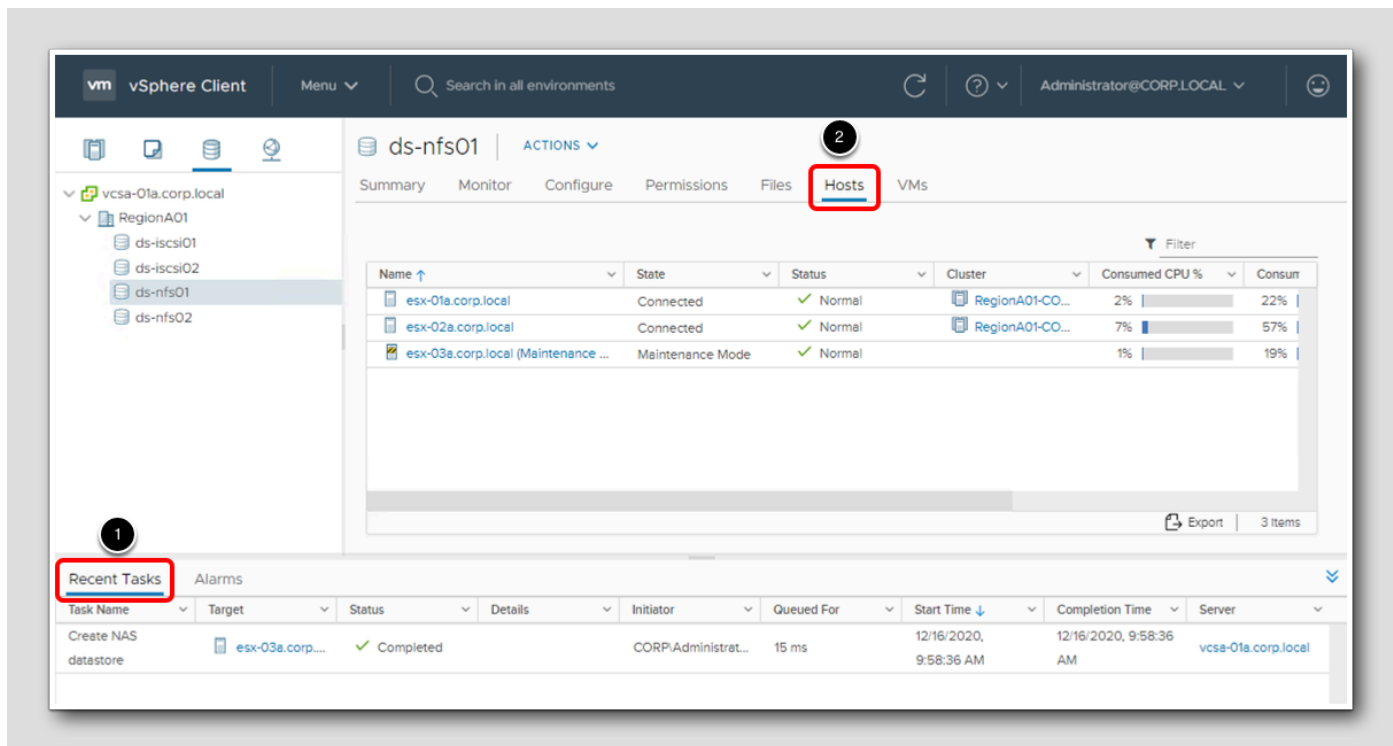 vm vSphere Client Menu Search in all environments Administrator@CORP.LOCAL
ds-nfs01 ACTIONS 2
Summary Monitor Configure Permissions Files Hosts VMs
vcsa-01a.corp.local
RegionA01
ds-iscsi01
ds-iscsi02
ds-nfs01
ds-nfs02
Filter
Name State Status Cluster Consumed CPU % Consum
esx-01a.corp.local Connected Normal RegionA01-CO... 2% 22%
esx-02a.corp.local Connected Normal RegionA01-CO... 7% 57%
esx-03a.corp.local (Maintenance ... Maintenance Mode Normal 1% 19%
Export 3 Items
1
Recent Tasks Alarms
Task Name Target Status Details Initiator Queued For Start Time Completion Time Server
Create NAS datastore esx-03a.corp.... Completed CORP\Administrat... 15 ms 12/16/2020, 9:58:36 AM 12/16/2020, 9:58:36 AM vcsa-01a.corp.local